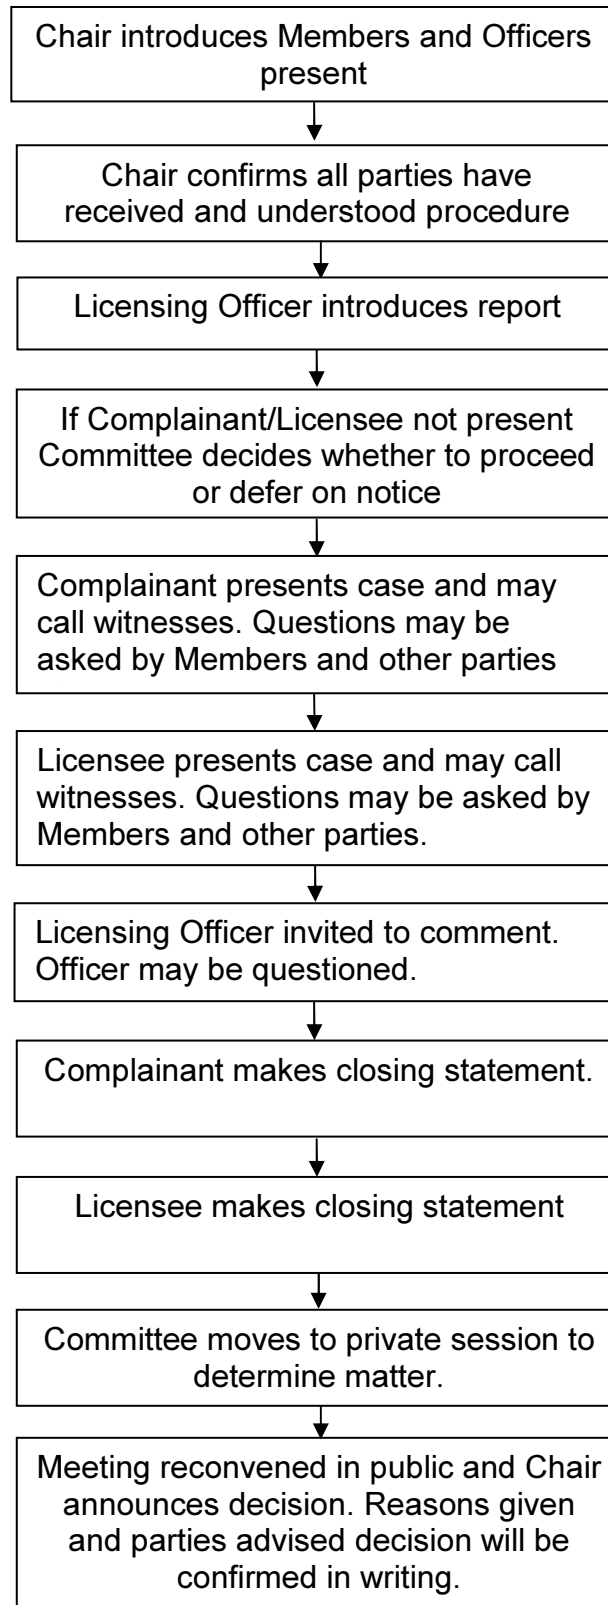 Chair introduces Members and Officers
present
Chair confirms all parties have
received and understood procedure
Licensing Officer introduces report
If Complainant/Licensee not present
Committee decides whether to proceed
or defer on notice
Complainant presents case and may
call witnesses. Questions may be
asked by Members and other parties
Licensee presents case and may call
witnesses. Questions may be asked by
Members and other parties.
Licensing Officer invited to comment.
Officer may be questioned.
Complainant makes closing statement.
Licensee makes closing statement
Committee moves to private session to
determine matter.
Meeting reconvened in public and Chair
announces decision. Reasons given
and parties advised decision will be
confirmed in writing.